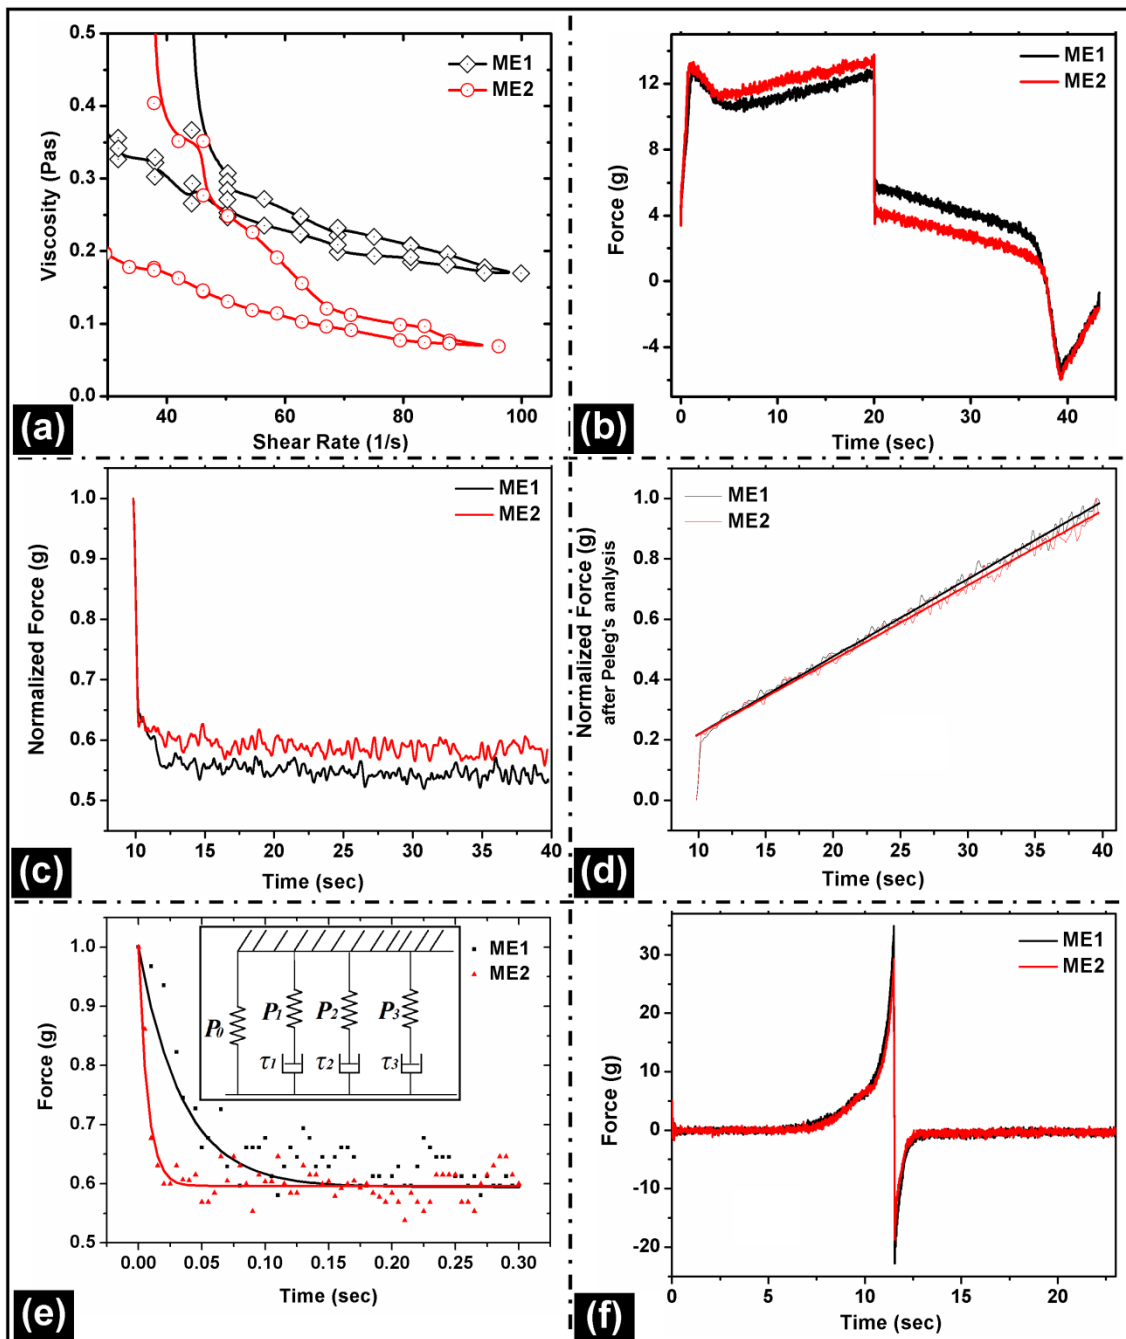 0.5
0.4
0.3
0.2
0.1
0.0
Viscosity (Pas)
40
60
80
100
Shear Rate (1/s)
ME1
ME2
(a)
12
8
4
0
-4
Force (g)
0
10
20
30
40
Time (sec)
ME1
ME2
(b)
1.0
0.9
0.8
0.7
0.6
0.5
Normalized Force (g)
10
15
20
25
30
35
40
Time (sec)
ME1
ME2
(c)
1.0
0.8
0.6
0.4
0.2
0.0
Normalized Force (g)
after Peleg's analysis
10
15
20
25
30
35
40
Time (sec)
ME1
ME2
(d)
1.0
0.9
0.8
0.7
0.6
0.5
Force (g)
0.00
0.05
0.10
0.15
0.20
0.25
0.30
Time (sec)
P0
P1
P2
P3
τ1
τ2
τ3
ME1
ME2
(e)
30
20
10
0
-10
-20
Force (g)
0
5
10
15
20
Time (sec)
ME1
ME2
(f)